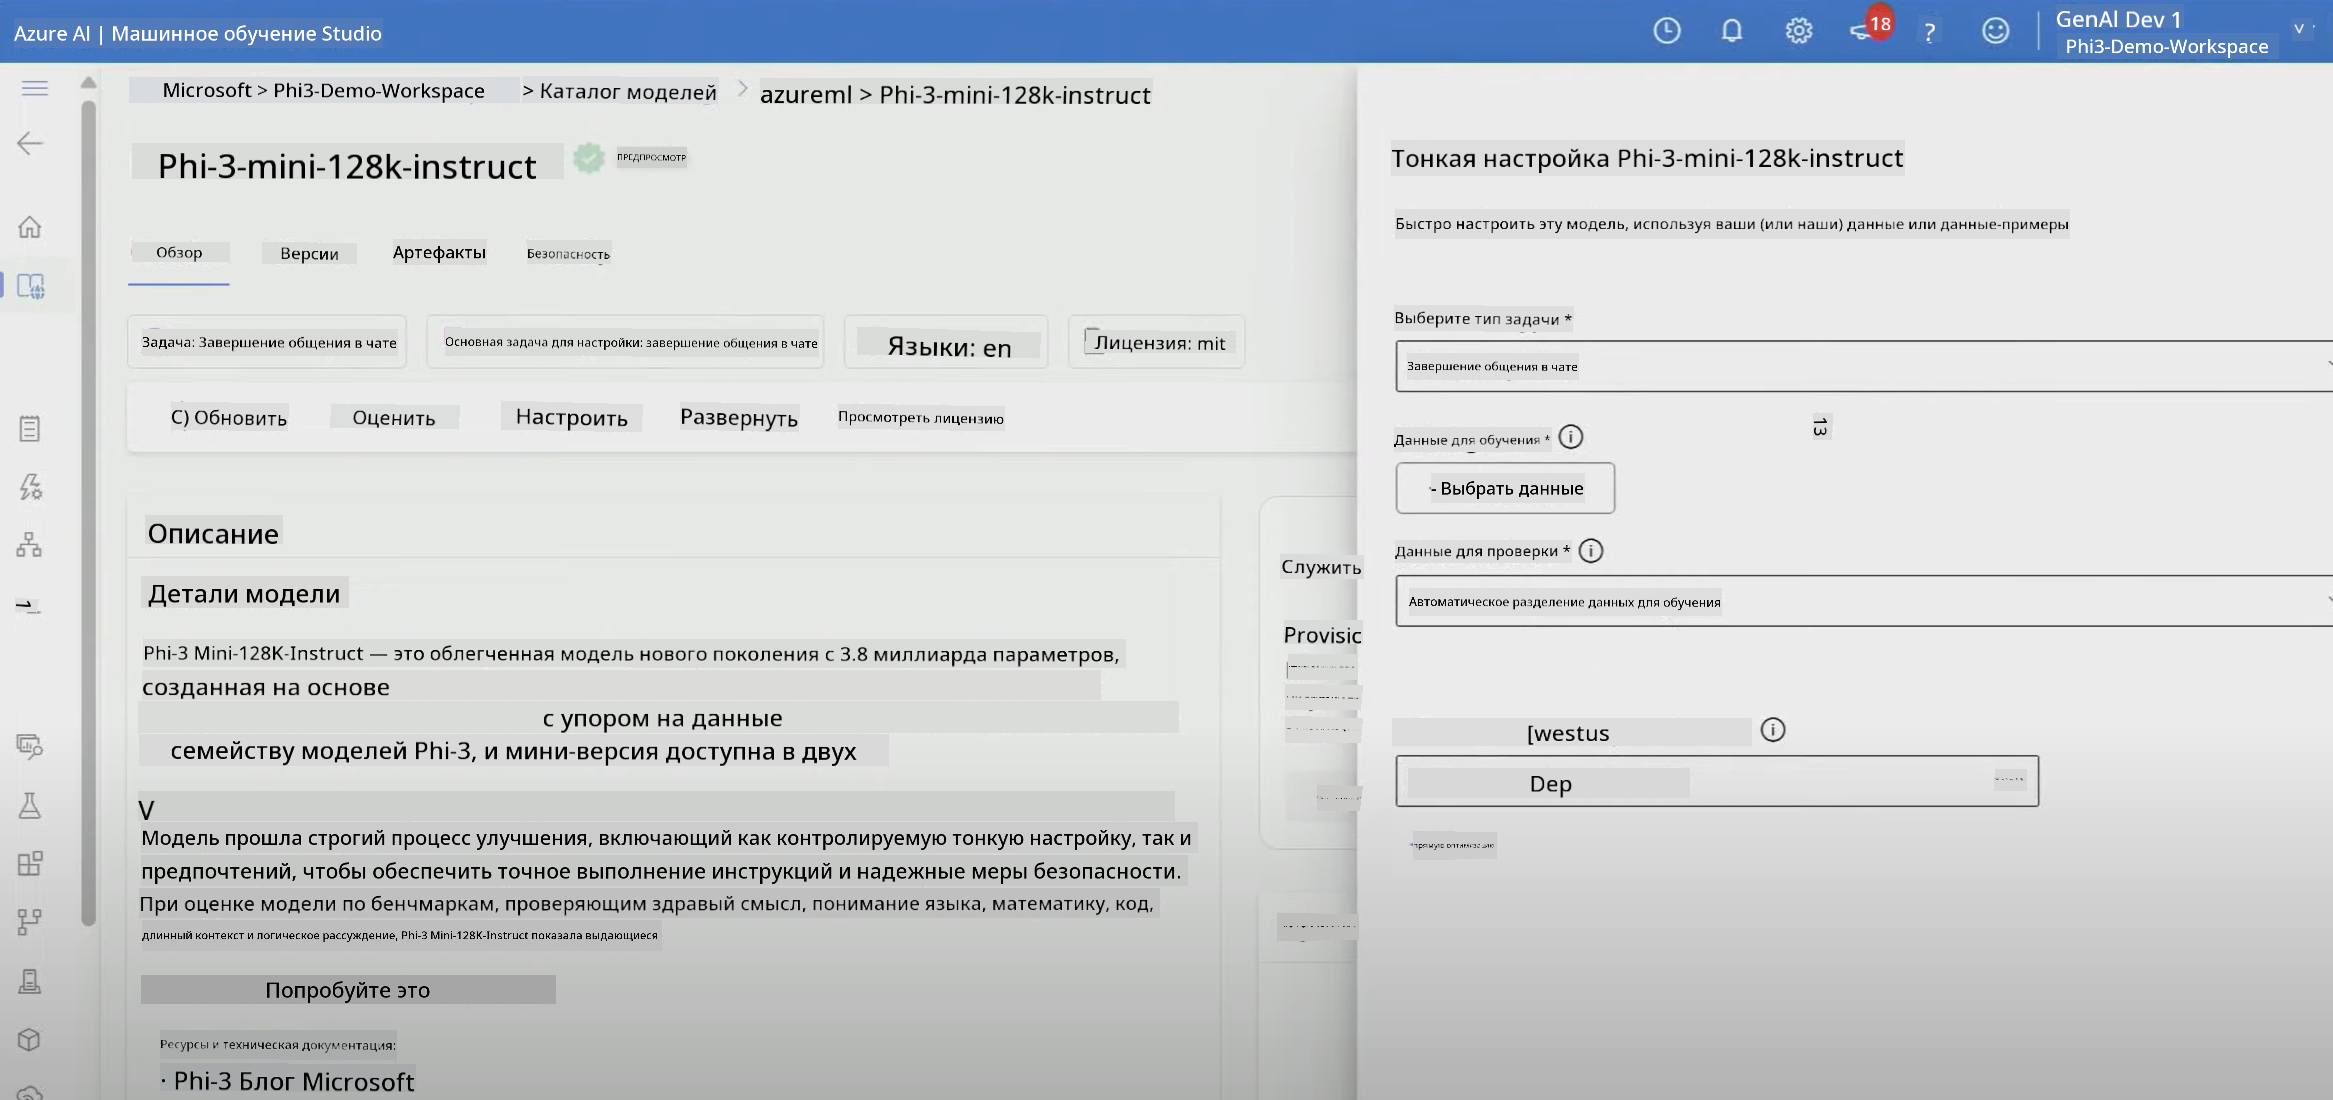 Azure AI | Машинное обучение Studio
18
?
GenAI Dev 1
Phi3-Demo-Workspace
Microsoft > Phi3-Demo-Workspace > Каталог моделей > azureml > Phi-3-mini-128k-instruct
Phi-3-mini-128k-instruct
ПРЕДПРОСМОТР
Обзор
Версии
Артефакты
Безопасность
Задача: Завершение общения в чате
Основная задача для настройки: завершение общения в чате
Языки: en
Лицензия: mit
С) Обновить
Оценить
Настроить
Развернуть
Просмотреть лицензию
Описание
Детали модели
Phi-3 Mini-128K-Instruct — это облегченная модель нового поколения с 3.8 миллиарда параметров,
созданная на основе
с упором на данные
семейству моделей Phi-3, и мини-версия доступна в двух
V
Модель прошла строгий процесс улучшения, включающий как контролируемую тонкую настройку, так и
предпочтений, чтобы обеспечить точное выполнение инструкций и надежные меры безопасности.
При оценке модели по бенчмаркам, проверяющим здравый смысл, понимание языка, математику, код,
длинный контекст и логическое рассуждение, Phi-3 Mini-128K-Instruct показала выдающиеся
Попробуйте это
Ресурсы и техническая документация:
· Phi-3 Блог Microsoft
Служить
Provisic
Тонкая настройка Phi-3-mini-128k-instruct
Быстро настроить эту модель, используя ваши (или наши) данные или данные-примеры
Выберите тип задачи *
Завершение общения в чате
13
Данные для обучения *
- Выбрать данные
Данные для проверки *
Автоматическое разделение данных для обучения
[westus
Dep
прямую оптимизацию